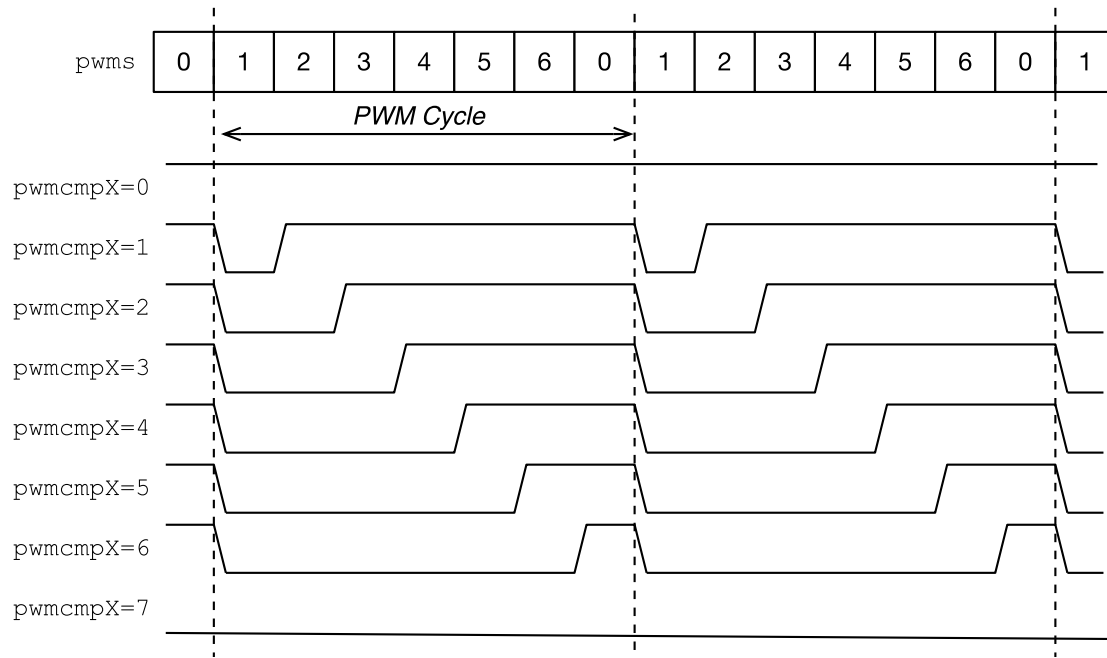 pwms 0 1 2 3 4 5 6 0 1 2 3 4 5 6 0 1
PWM Cycle
pwmcmpX=0
pwmcmpX=1
pwmcmpX=2
pwmcmpX=3
pwmcmpX=4
pwmcmpX=5
pwmcmpX=6
pwmcmpX=7